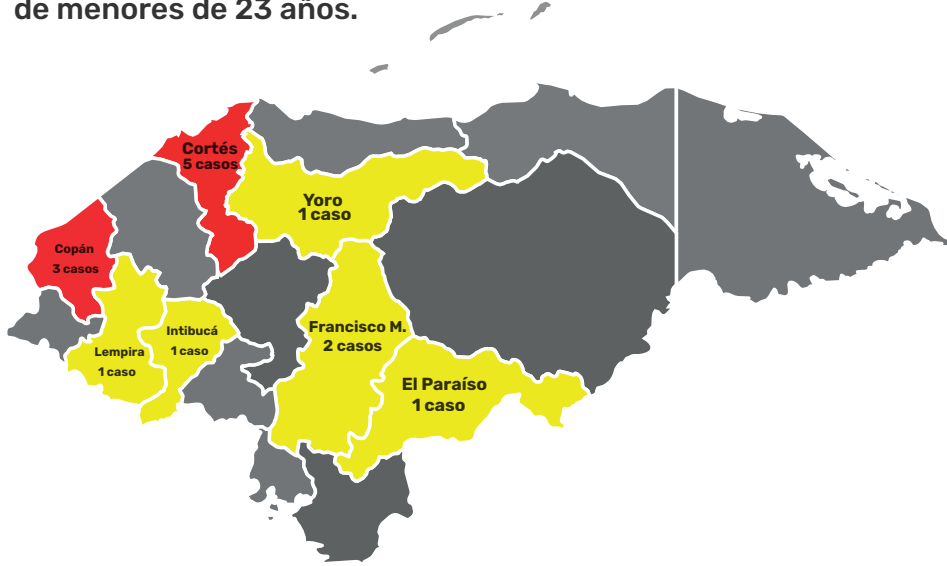 de menores de 23 años.
Cortés
5 casos
Yoro
1 caso
Copán
3 casos
Intibucá
1 caso
Lempira
1 caso
Francisco M.
2 casos
El Paraíso
1 caso